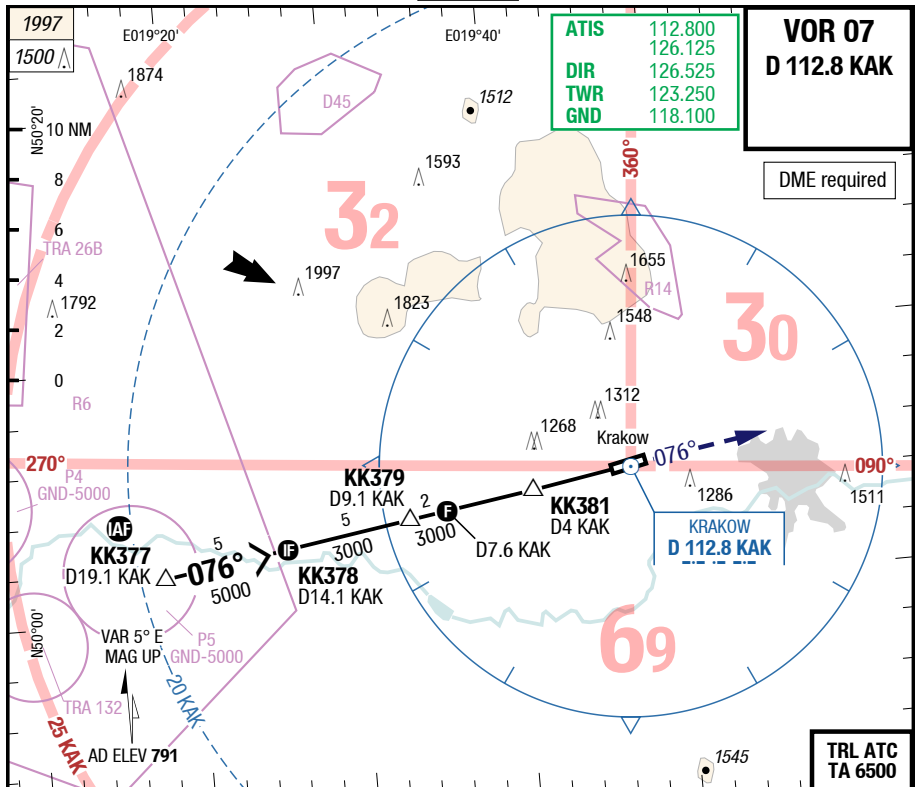 1997
1500
E019°20'
E019°40'
ATIS 112.800
126.125
DIR 126.525
TWR 123.250
GND 118.100
VOR 07
D 112.8 KAK
DME required
1874
D45
1512
N50°20'
10 NM
8
6
4
2
0
1593
32
360°
TRA 26B
1997
1655
R14
1792
1823
1548
30
R6
1312
1268
Krakow
076°
270°
090°
P4
GND-5000
KK379
D9.1 KAK
5
2
3000
3000
KK381
D4 KAK
1286
1511
IAF
KK377
D19.1 KAK
5
076°
5000
IF
KK378
D14.1 KAK
F
D7.6 KAK
KRAKOW
D 112.8 KAK
N50°00'
VAR 5° E
MAG UP
P5
GND-5000
69
TRA 132
20 KAK
25 KAK
AD ELEV 791
1545
TRL ATC
TA 6500